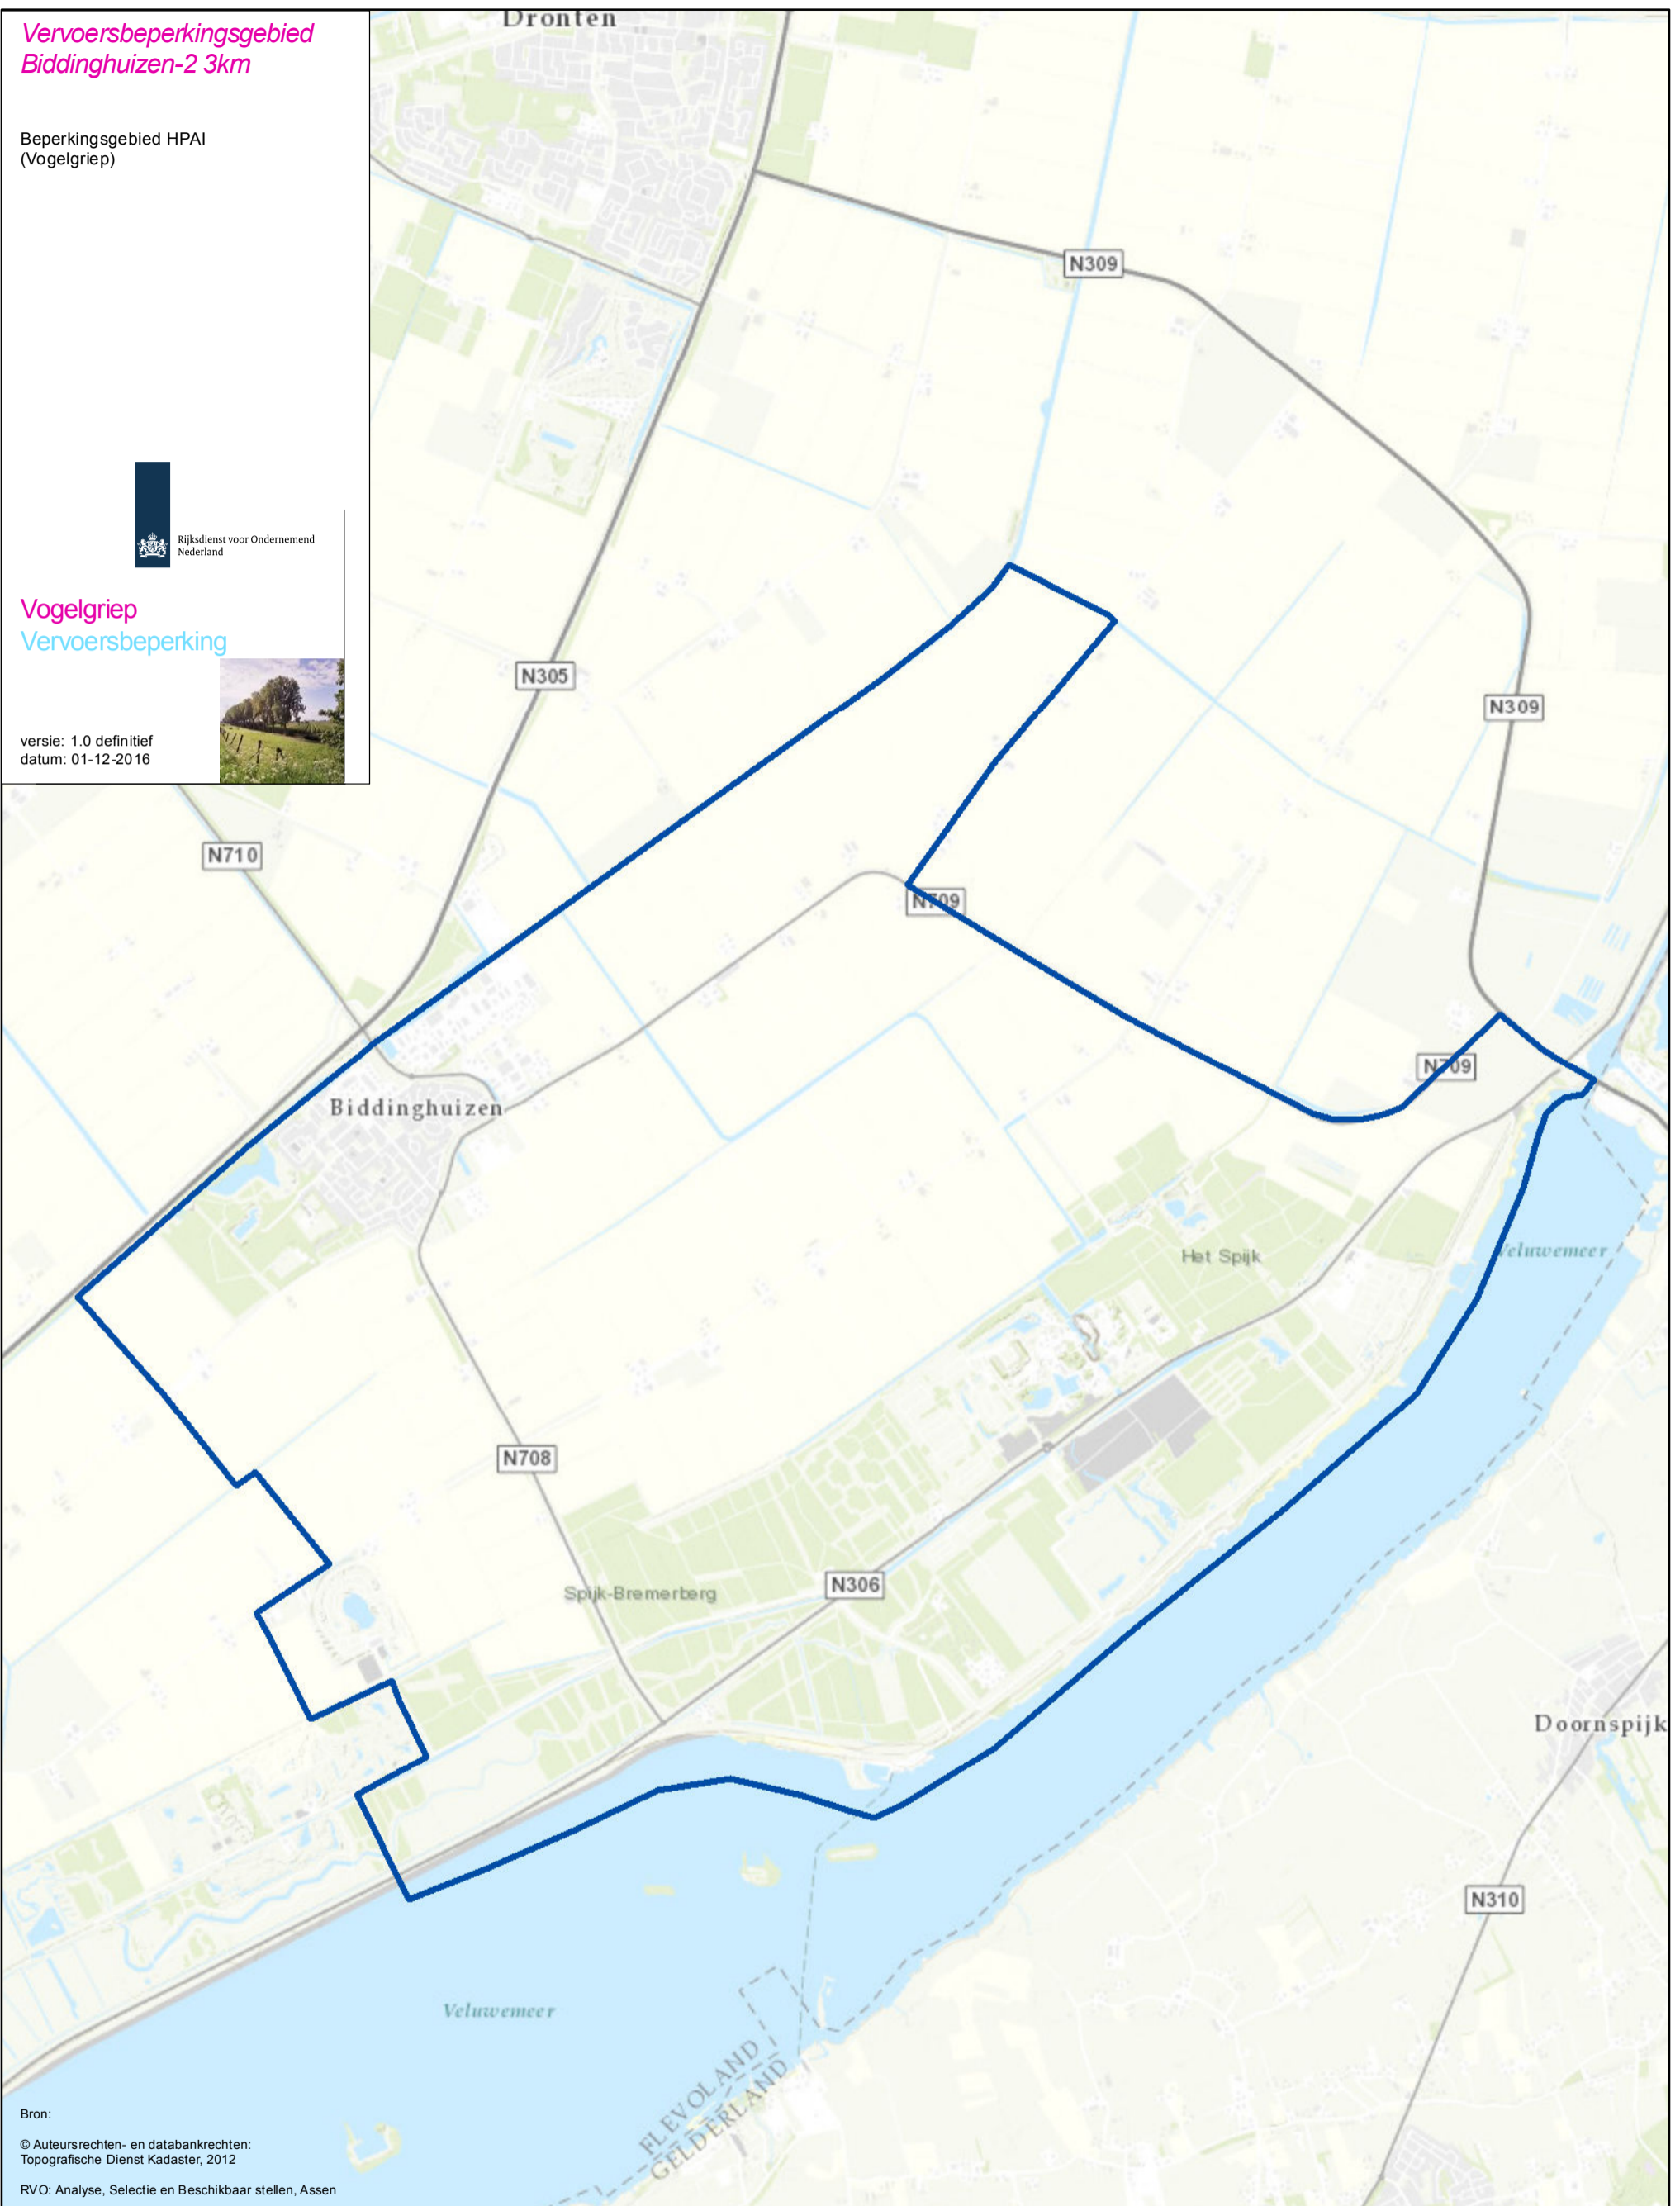 Vervoersbeperkingsgebied
Biddinghuizen-2 3km
Beperkingsgebied HPAI
(Vogelgriep)
Rijksdienst voor Ondernemend
Nederland
Vogelgriep
Vervoersbeperking
versie: 1.0 definitief
datum: 01-12-2016
Dronten
N309
N305
N309
N710
N709
N709
Biddinghuizen
Het Spijk
Veluwemeer
N708
N306
Spijk-Bremerberg
Doornspijk
N310
Veluwemeer
FLEVOLAND
GELDERLAND
Bron:
© Auteursrechten- en databankrechten:
Topografische Dienst Kadaster, 2012
RVO: Analyse, Selectie en Beschikbaar stellen, Assen